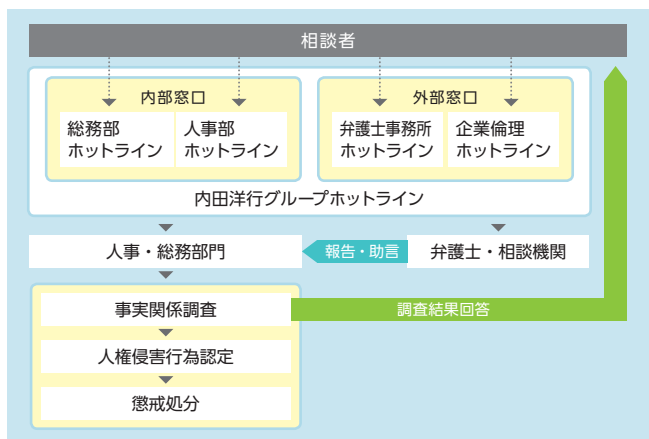 相談者
内部窓口
外部窓口
総務部
ホットライン
人事部
ホットライン
弁護士事務所
ホットライン
企業倫理
ホットライン
内田洋行グループホットライン
人事・総務部門
報告・助言
弁護士・相談機関
事実関係調査
調査結果回答
人権侵害行為認定
懲戒処分